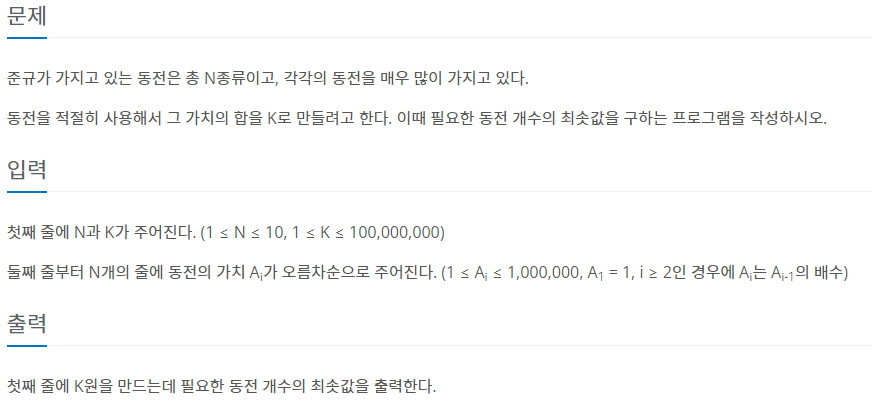 문제
준규가 가지고 있는 동전은 총 N종류이고, 각각의 동전을 매우 많이 가지고 있다.
동전을 적절히 사용해서 그 가치의 합을 K로 만들려고 한다. 이때 필요한 동전 개수의 최솟값을 구하는 프로그램을 작성하시오.
입력
첫째 줄에 N과 K가 주어진다. (1 ≤ N ≤ 10, 1 ≤ K ≤ 100,000,000)
둘째 줄부터 N개의 줄에 동전의 가치 Ai가 오름차순으로 주어진다. (1 ≤ Ai ≤ 1,000,000, A1 = 1, i ≥ 2인 경우에 Ai는 Ai-1의 배수)
출력
첫째 줄에 K원을 만드는데 필요한 동전 개수의 최솟값을 출력한다.